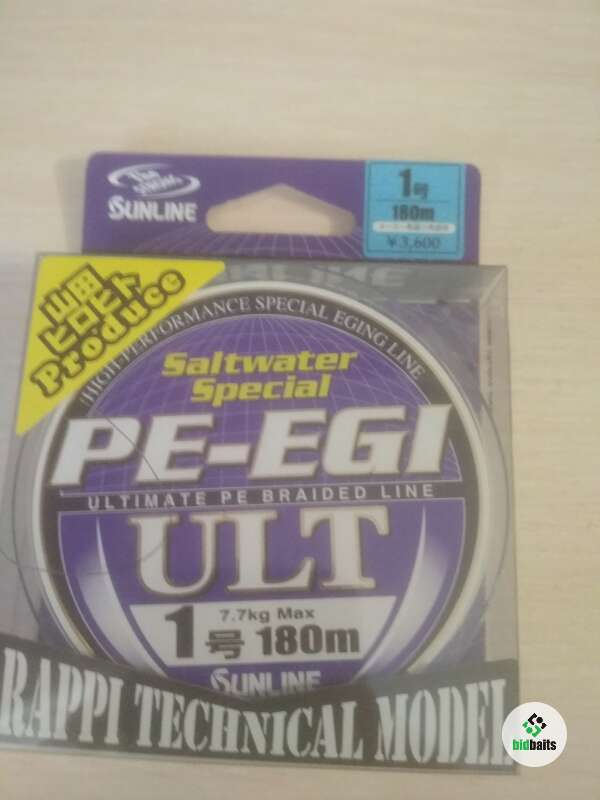 The STRONG
SUNLINE
1号
180m
¥3,600
山田
ヒロヒト
Produce
HIGH PERFORMANCE SPECIAL EGING LINE
Saltwater
Special
PE-EGI
ULTIMATE PE BRAIDED LINE
ULT
7.7kg Max
1号 180m
SUNLINE
RAPPI TECHNICAL MODEL
bidbaits